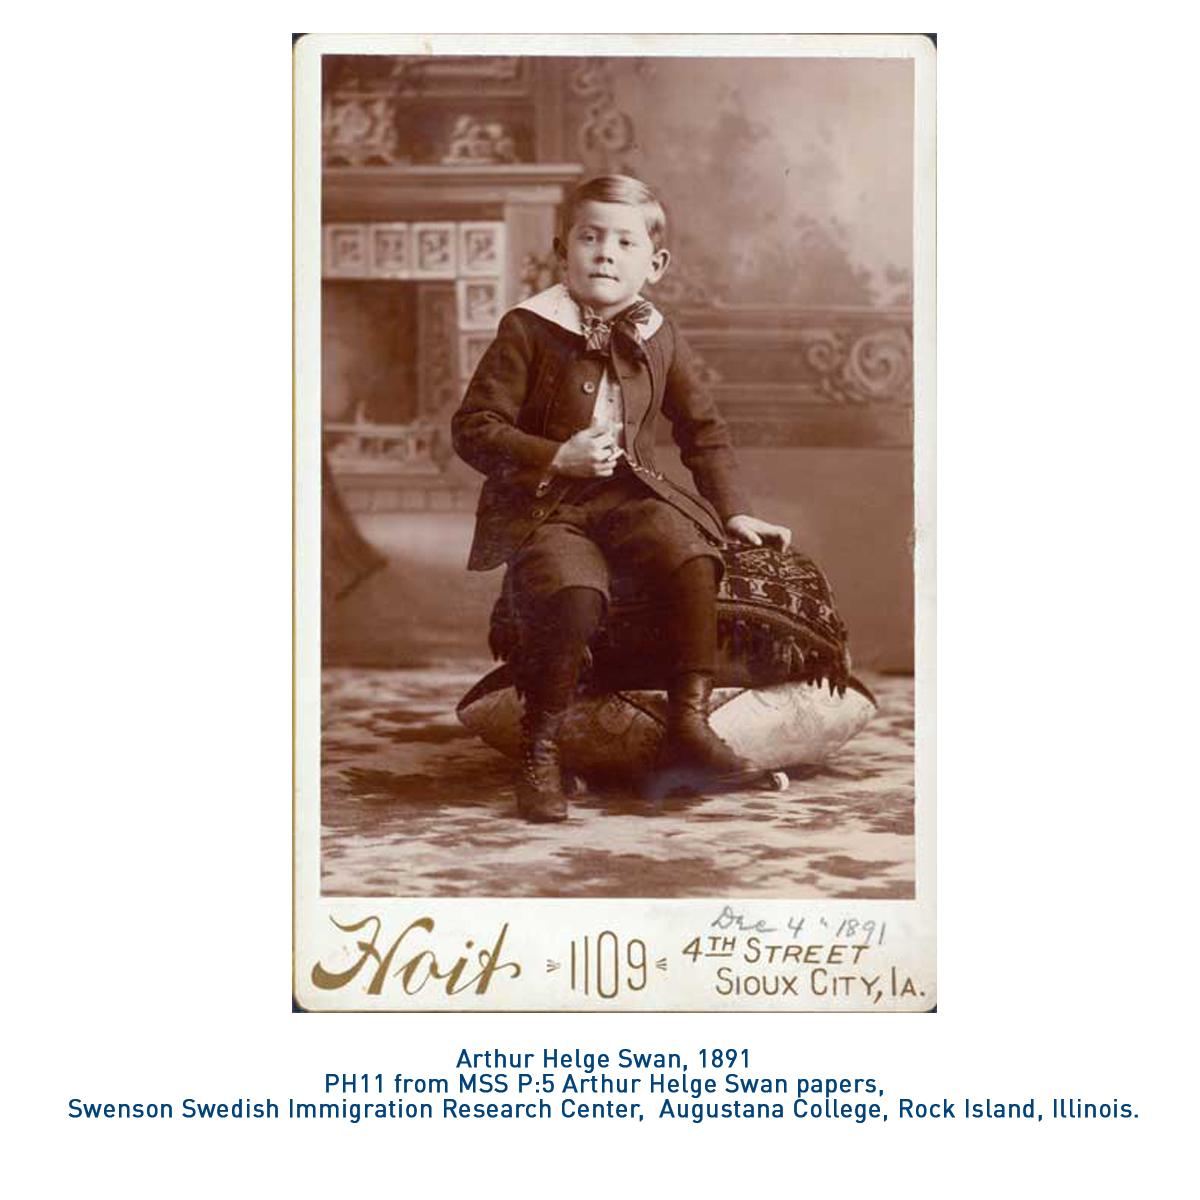 Hoit 1109 4TH STREET
Dec 4" 1891
SIOUX CITY, IA.
Arthur Helge Swan, 1891
PH11 from MSS P:5 Arthur Helge Swan papers,
Swenson Swedish Immigration Research Center, Augustana College, Rock Island, Illinois.